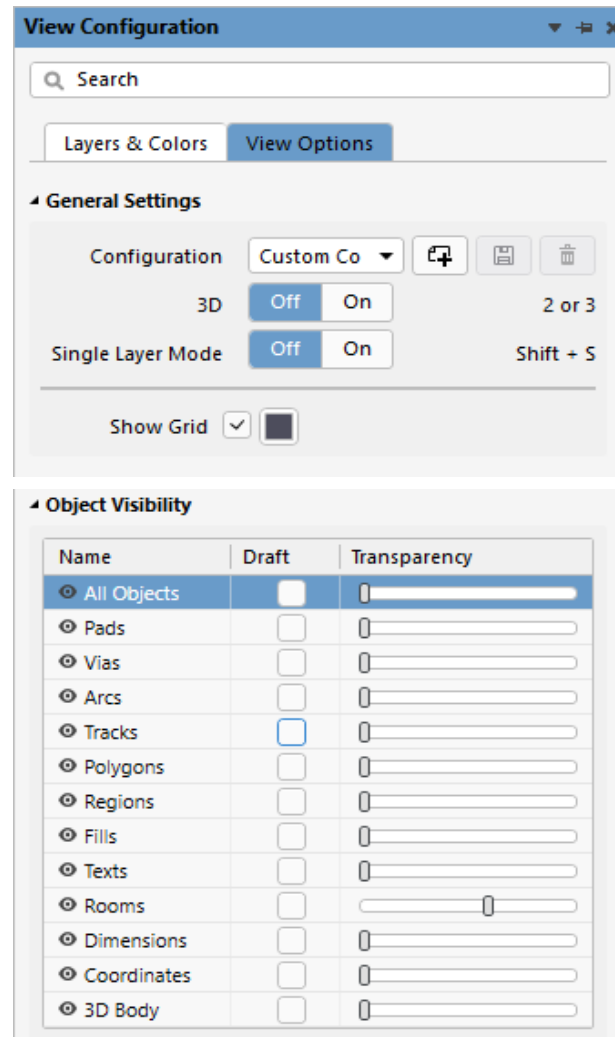 View Configuration
Search
Layers & Colors View Options
General Settings
Configuration Custom Co
3D Off On 2 or 3
Single Layer Mode Off On Shift + S
Show Grid
Object Visibility
Name Draft Transparency
All Objects
Pads
Vias
Arcs
Tracks
Polygons
Regions
Fills
Texts
Rooms
Dimensions
Coordinates
3D Body